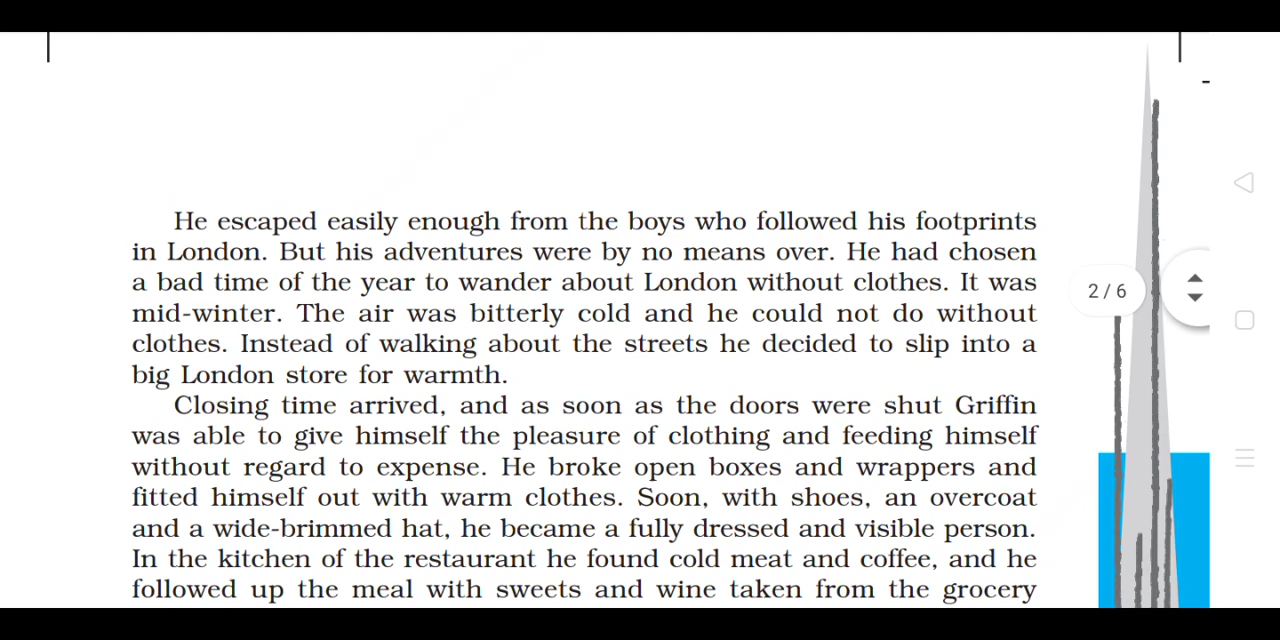 He escaped easily enough from the boys who followed his footprints
in London. But his adventures were by no means over. He had chosen
a bad time of the year to wander about London without clothes. It was
mid-winter. The air was bitterly cold and he could not do without
clothes. Instead of walking about the streets he decided to slip into a
big London store for warmth.
Closing time arrived, and as soon as the doors were shut Griffin
was able to give himself the pleasure of clothing and feeding himself
without regard to expense. He broke open boxes and wrappers and
fitted himself out with warm clothes. Soon, with shoes, an overcoat
and a wide-brimmed hat, he became a fully dressed and visible person.
In the kitchen of the restaurant he found cold meat and coffee, and he
followed up the meal with sweets and wine taken from the grocery
2 / 6